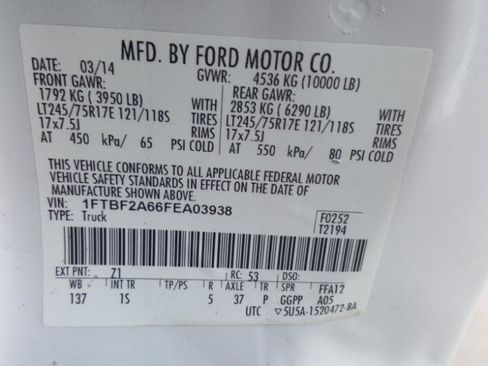 MFD. BY FORD MOTOR CO.
DATE: 03/14 GVWR: 4536 KG (10000 LB)
FRONT GAWR: REAR GAWR:
1792 KG ( 3950 LB) WITH 2853 KG ( 6290 LB) WITH
LT245/75R17E 121/118S TIRES LT245/75R17E 121/118S TIRES
17x7.5J RIMS 17x7.5J RIMS
AT 450 kPa/ 65 PSI COLD AT 550 kPa/ 80 PSI COLD
THIS VEHICLE CONFORMS TO ALL APPLICABLE FEDERAL MOTOR
VEHICLE SAFETY STANDARDS IN EFFECT ON THE DATE OF
MANUFACTURE SHOWN ABOVE.
VIN: 1FTBF2A66FEA03938 F0252
TYPE: Truck T2194
EXT PNT: Z1 RC: 53 DSO:
WB INT TR TP/PS R AXLE TR SPR FFA12
137 1S 5 37 P GGPP A05
UTC ▽5U5A-1520472-BA